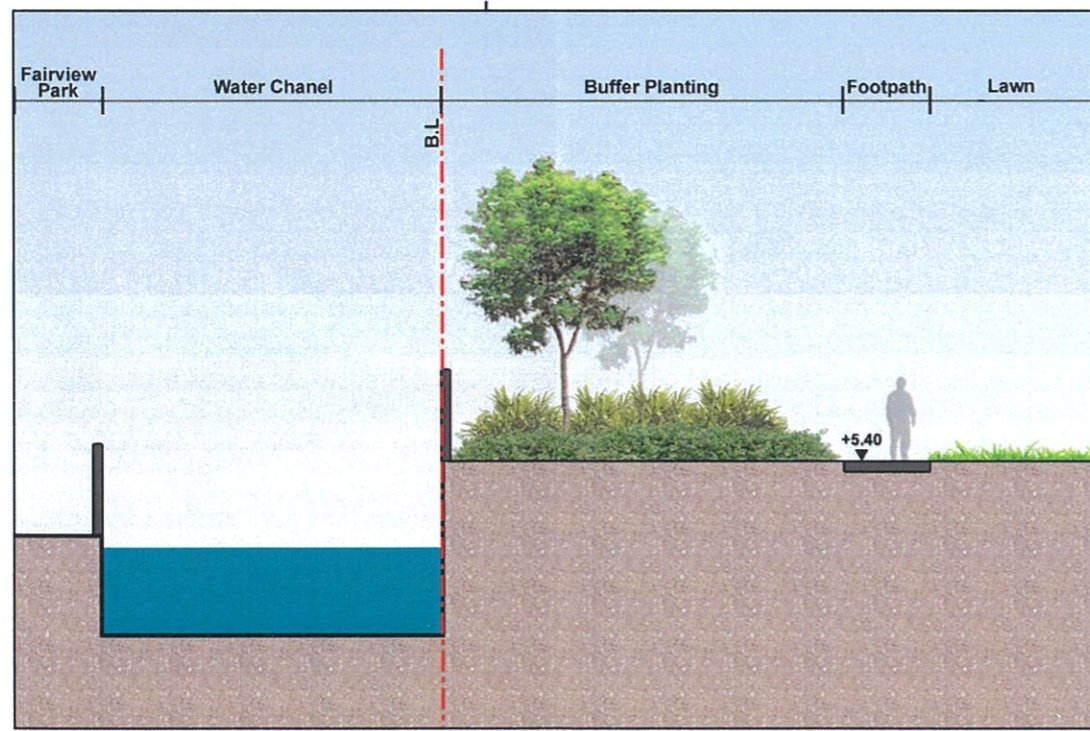 Fairview
Park
Water Chanel
Buffer Planting
Footpath
Lawn
B.L
+5.40